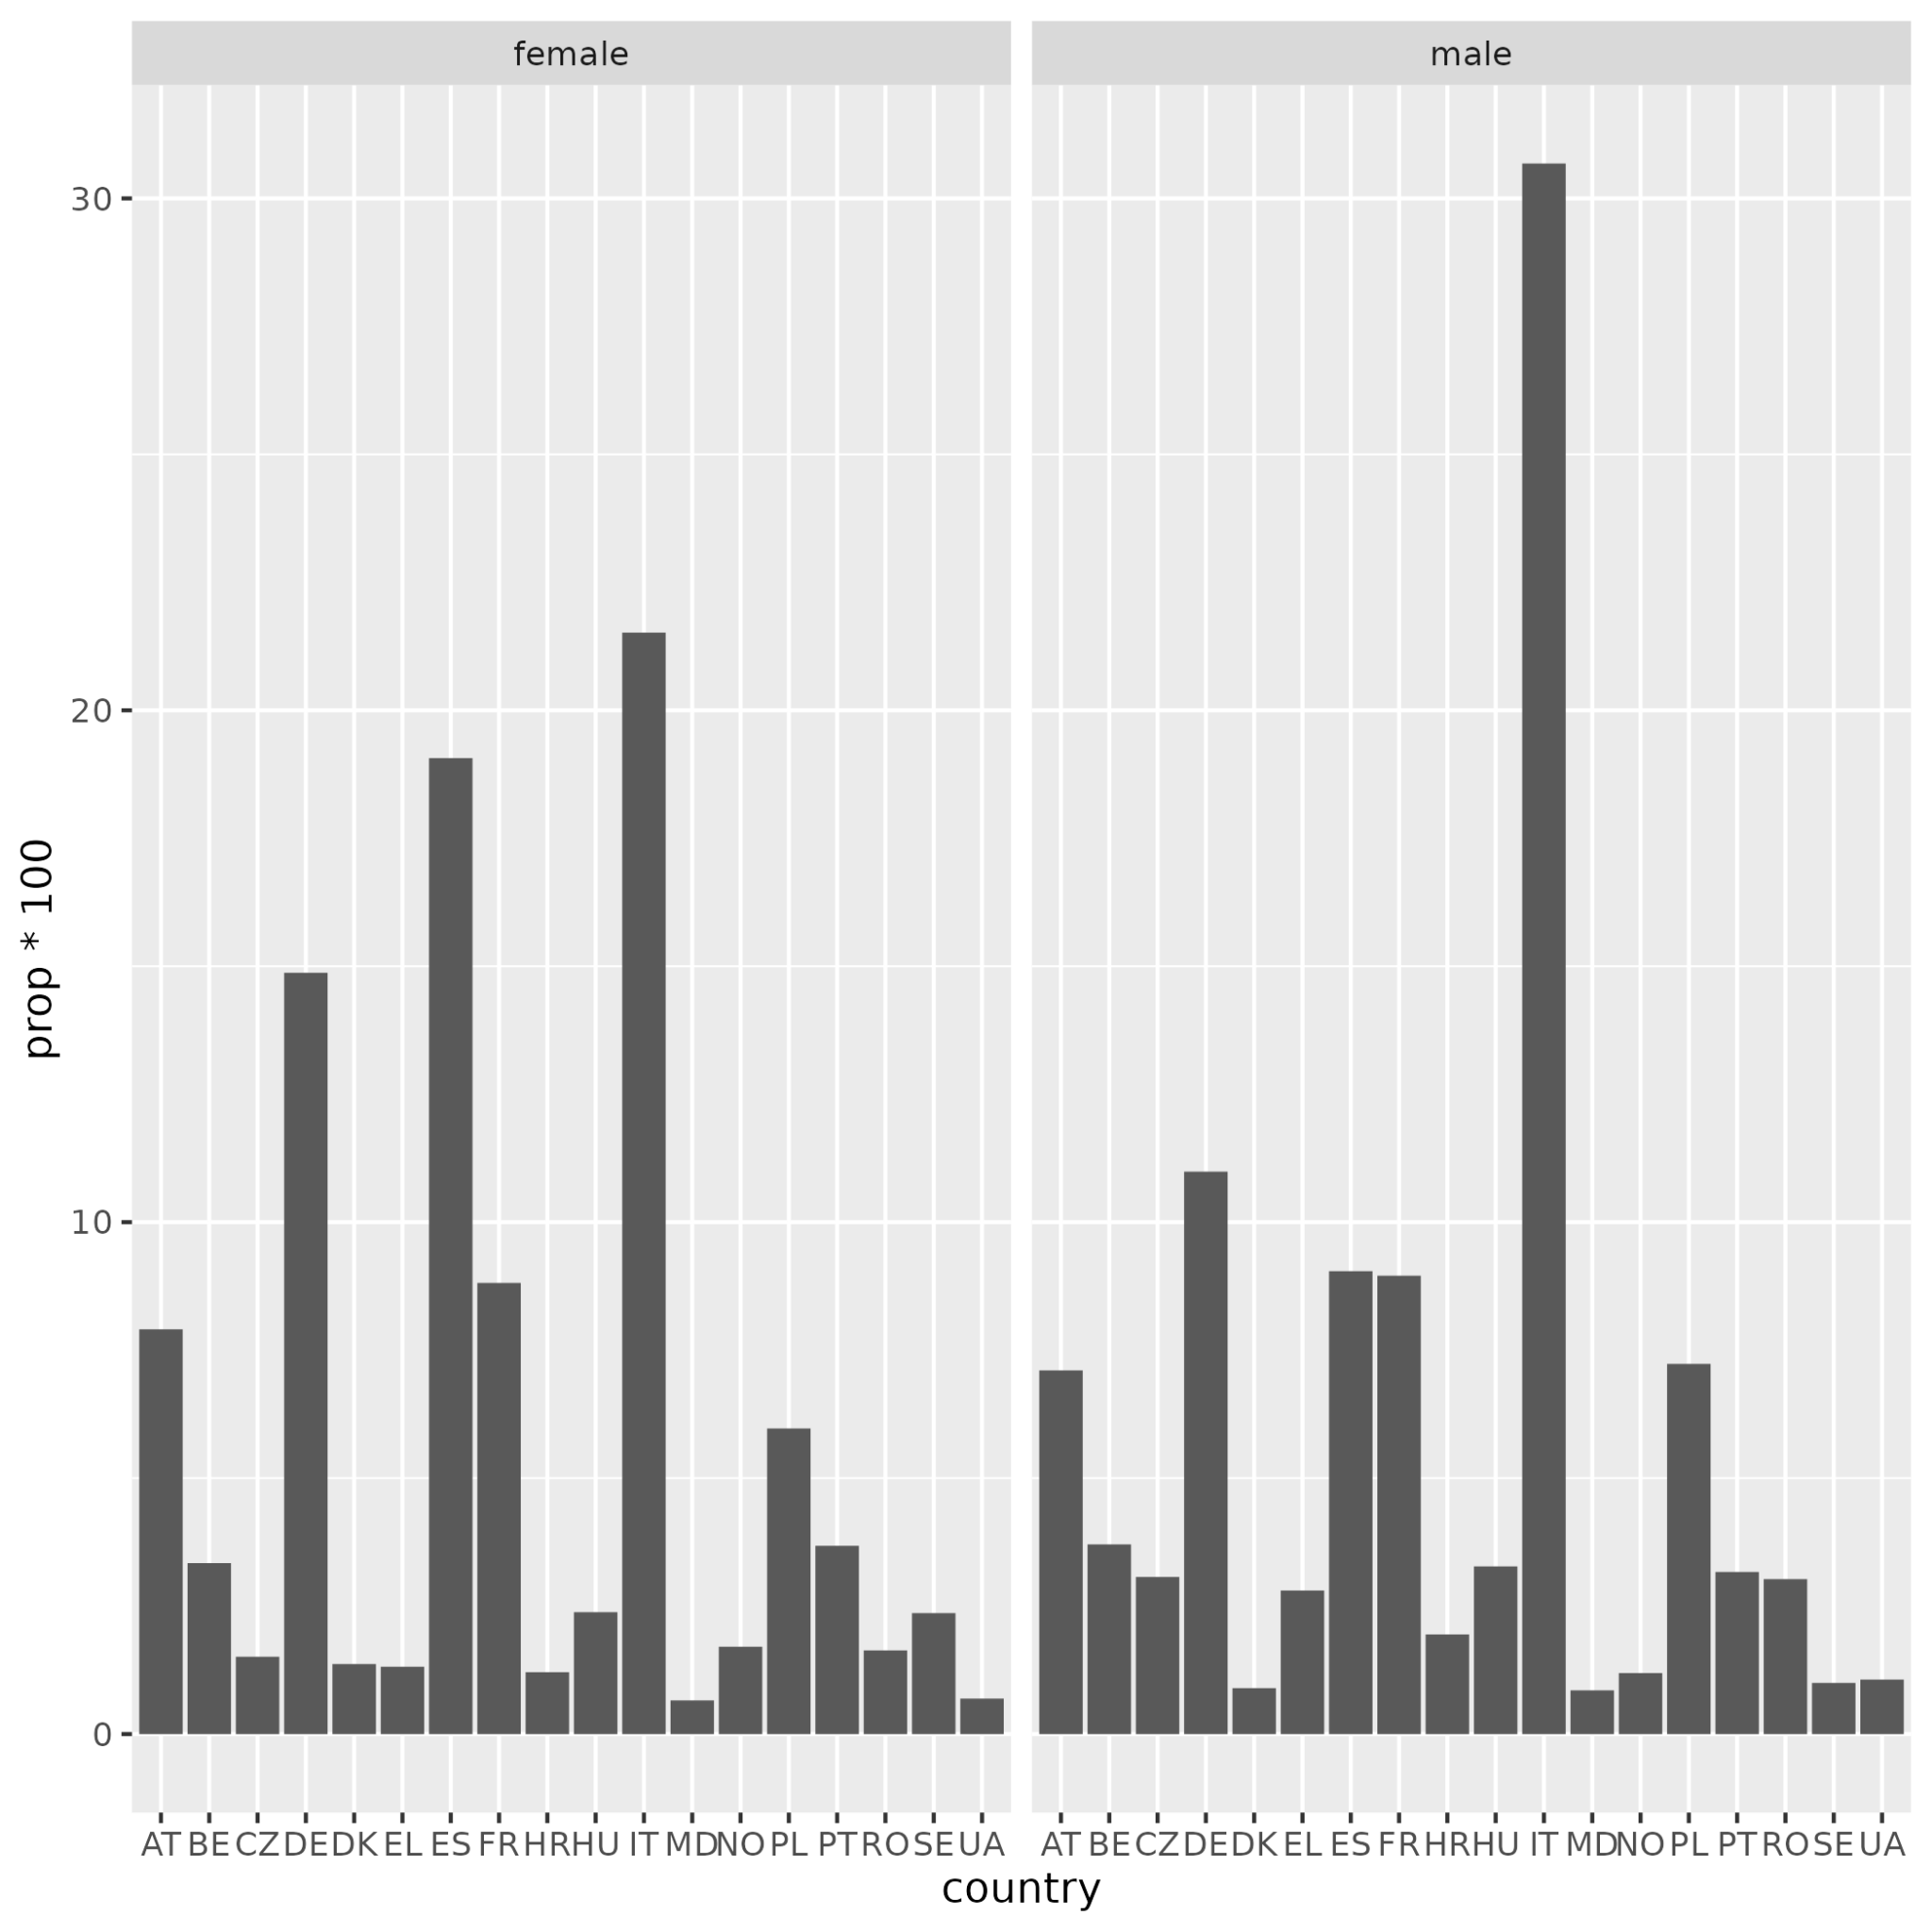 female male
30
20
10
0
prop * 100
AT BE CZ DE DK EL ES FR HR HU IT MD NO PL PT RO SE UA AT BE CZ DE DK EL ES FR HR HU IT MD NO PL PT RO SE UA
country